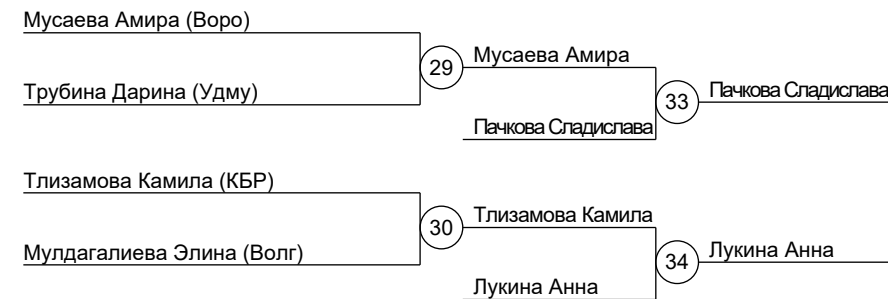 Мусаева Амира (Воро)
29
Мусаева Амира
Трубина Дарина (Удму)
33
Пачкова Сладислава
Пачкова Сладислава
Тлизамова Камила (КБР)
30
Тлизамова Камила
Мулдагалиева Элина (Волг)
34
Лукина Анна
Лукина Анна